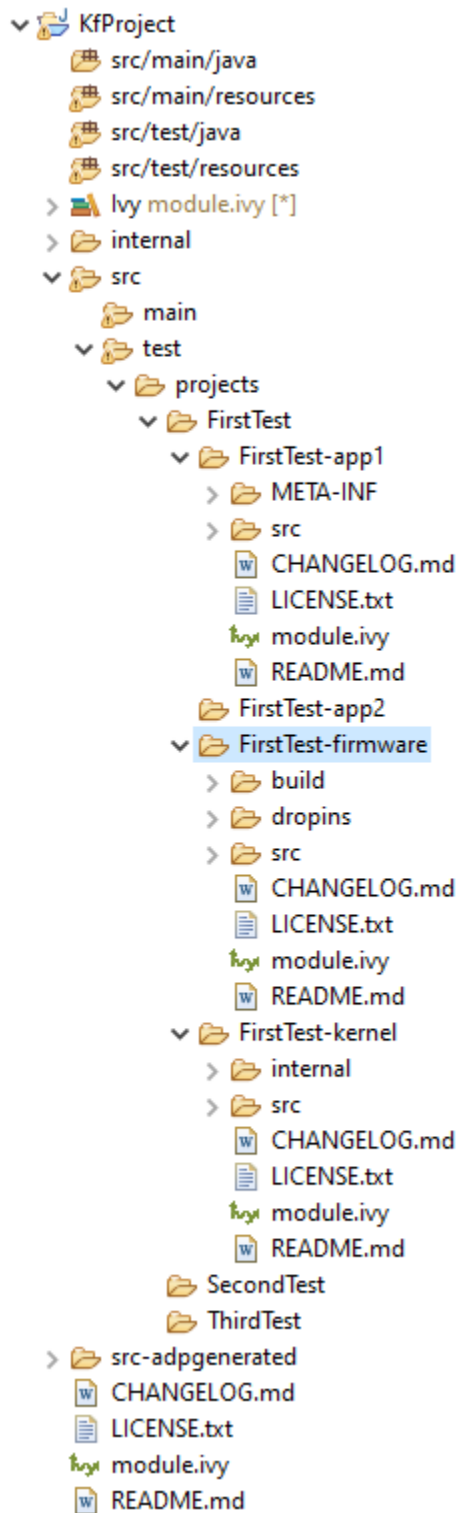 KfProject
src/main/java
src/main/resources
src/test/java
src/test/resources
Ivy module.ivy [*]
internal
src
main
test
projects
FirstTest
FirstTest-app1
META-INF
src
CHANGELOG.md
LICENSE.txt
module.ivy
README.md
FirstTest-app2
FirstTest-firmware
build
dropins
src
CHANGELOG.md
LICENSE.txt
module.ivy
README.md
FirstTest-kernel
internal
src
CHANGELOG.md
LICENSE.txt
module.ivy
README.md
SecondTest
ThirdTest
src-adpgenerated
CHANGELOG.md
LICENSE.txt
module.ivy
README.md